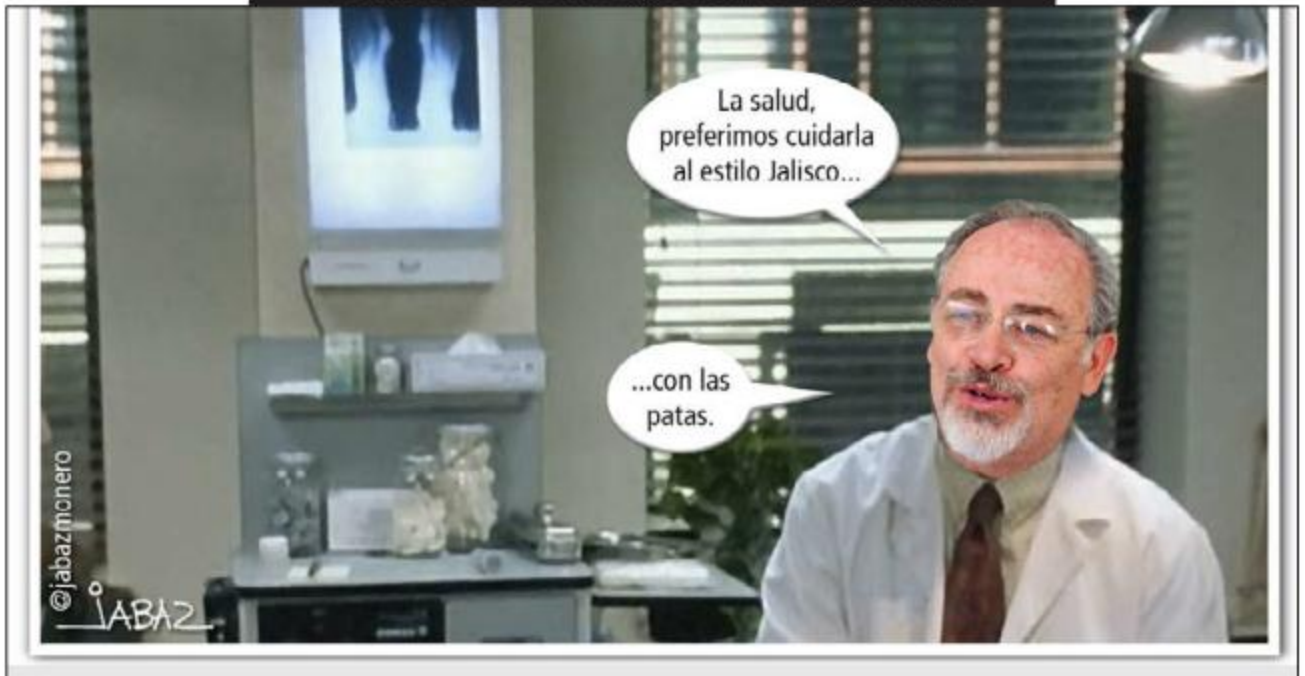 La salud,
preferimos cuidarla
al estilo Jalisco...
...con las
patas.
©jabazmonero
JABAZ